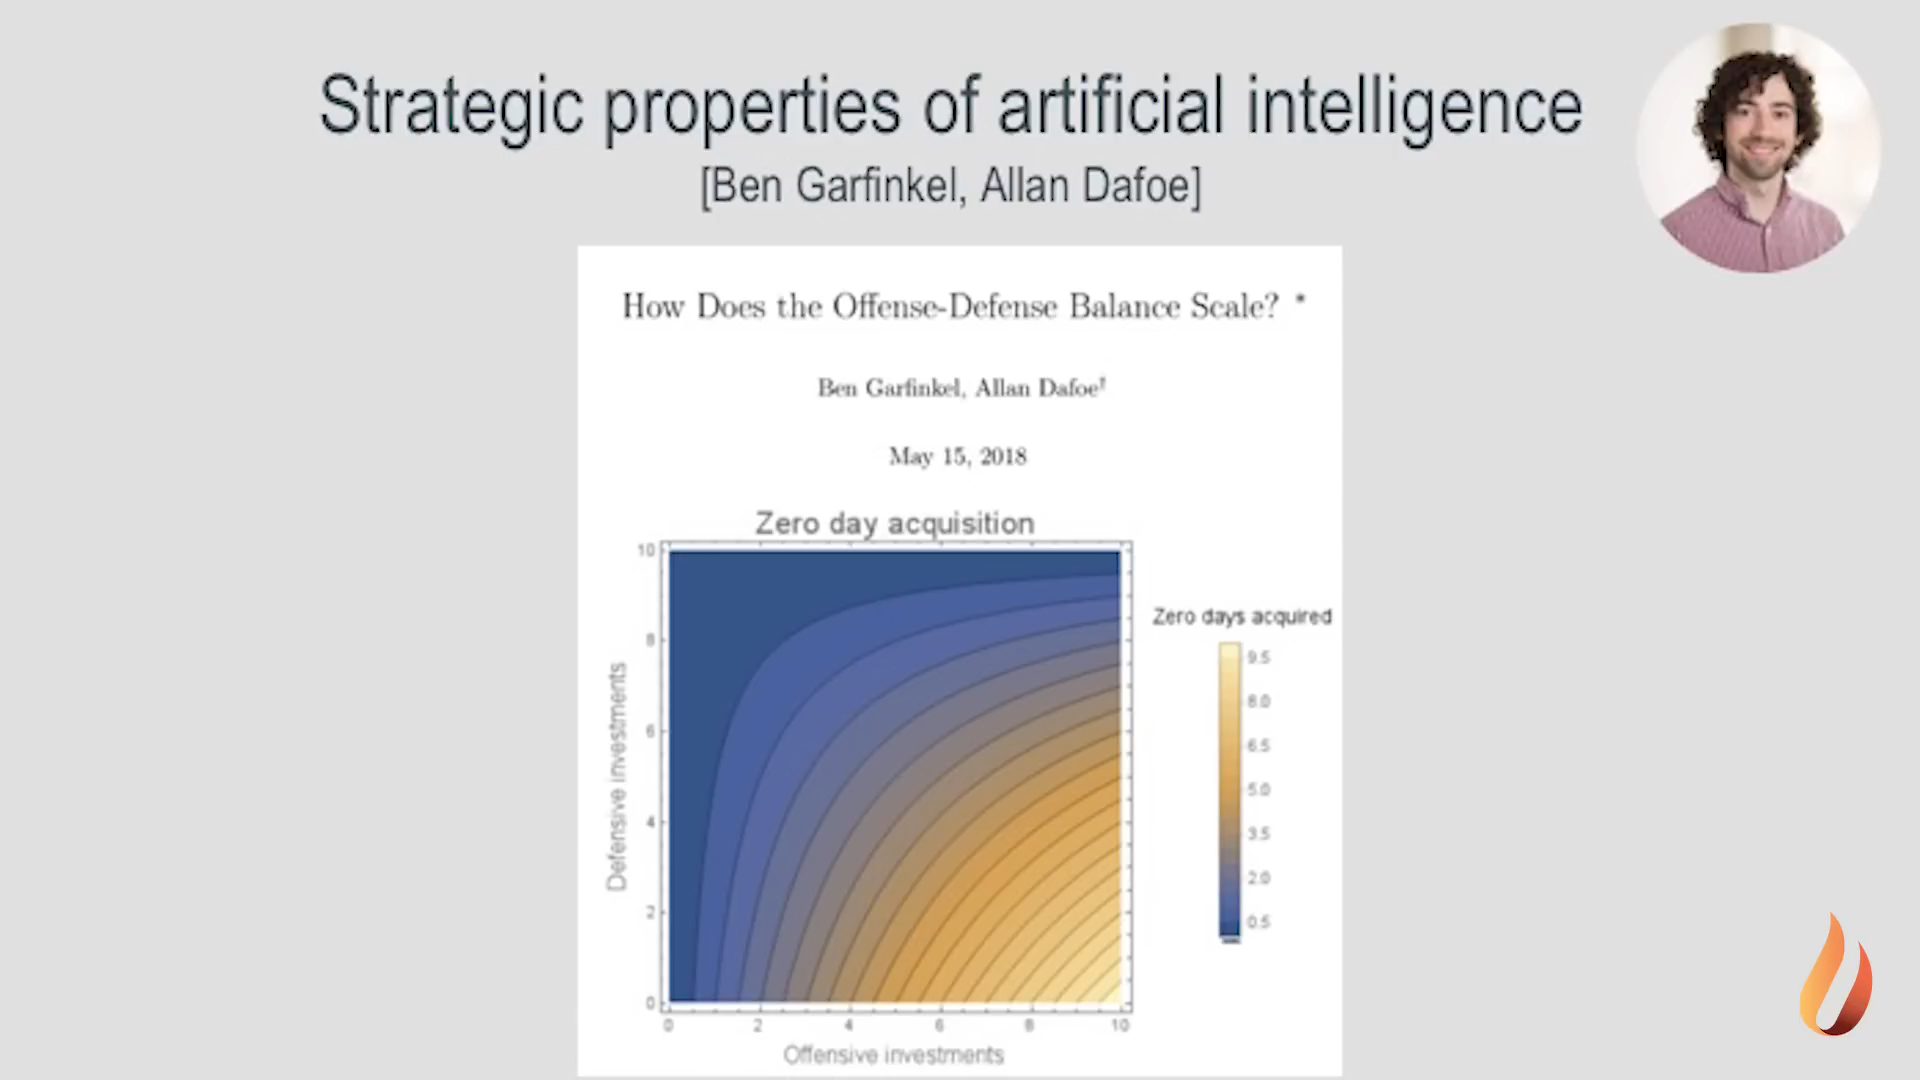 Strategic properties of artificial intelligence
[Ben Garfinkel, Allan Dafoe]
How Does the Offense-Defense Balance Scale? *
Ben Garfinkel, Allan Dafoe†
May 15, 2018
Zero day acquisition
Zero days acquired
9.5
8.0
6.5
5.0
3.5
2.0
0.5
Defensive investments
10
8
6
4
2
0
0 2 4 6 8 10
Offensive investments